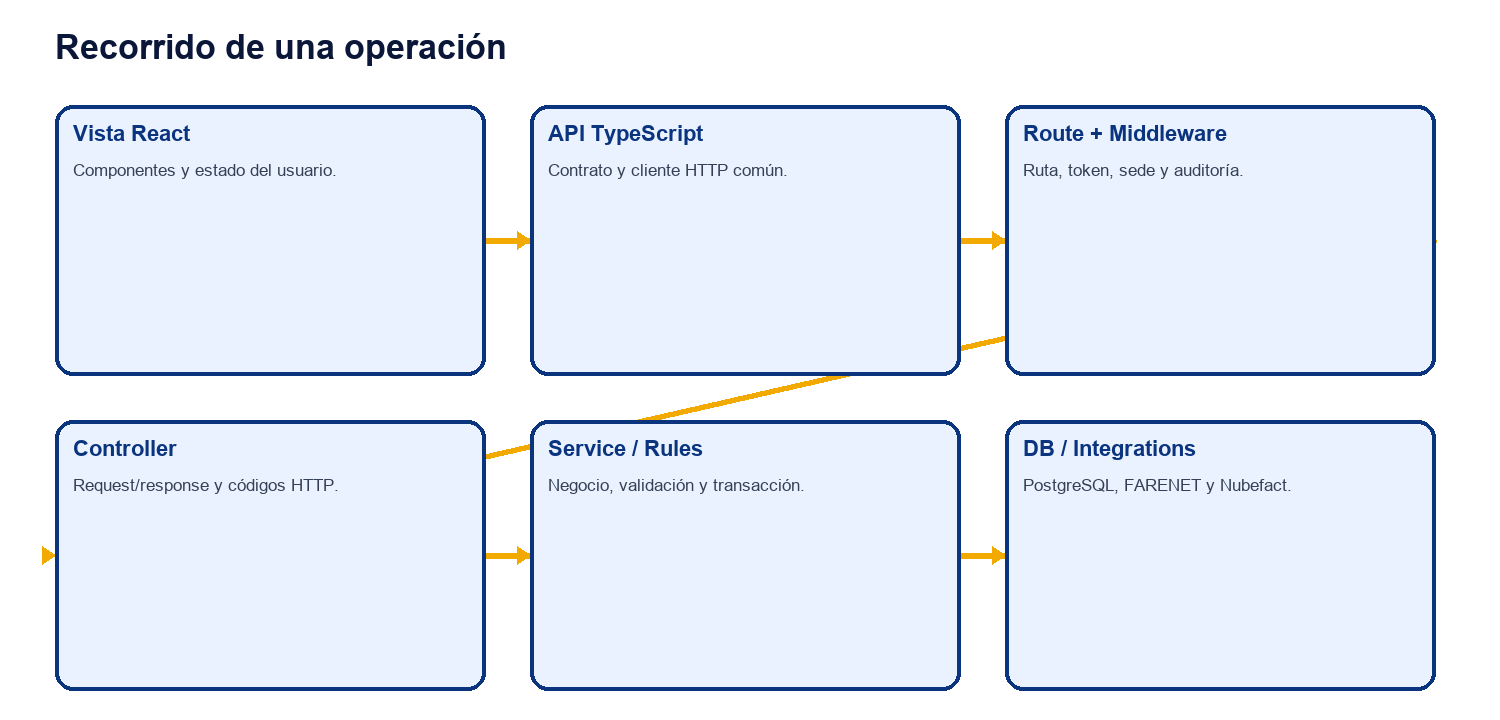 Recorrido de una operación
Vista React
Componentes y estado del usuario.
API TypeScript
Contrato y cliente HTTP común.
Route + Middleware
Ruta, token, sede y auditoría.
Controller
Request/response y códigos HTTP.
Service / Rules
Negocio, validación y transacción.
DB / Integrations
PostgreSQL, FARENET y Nubefact.